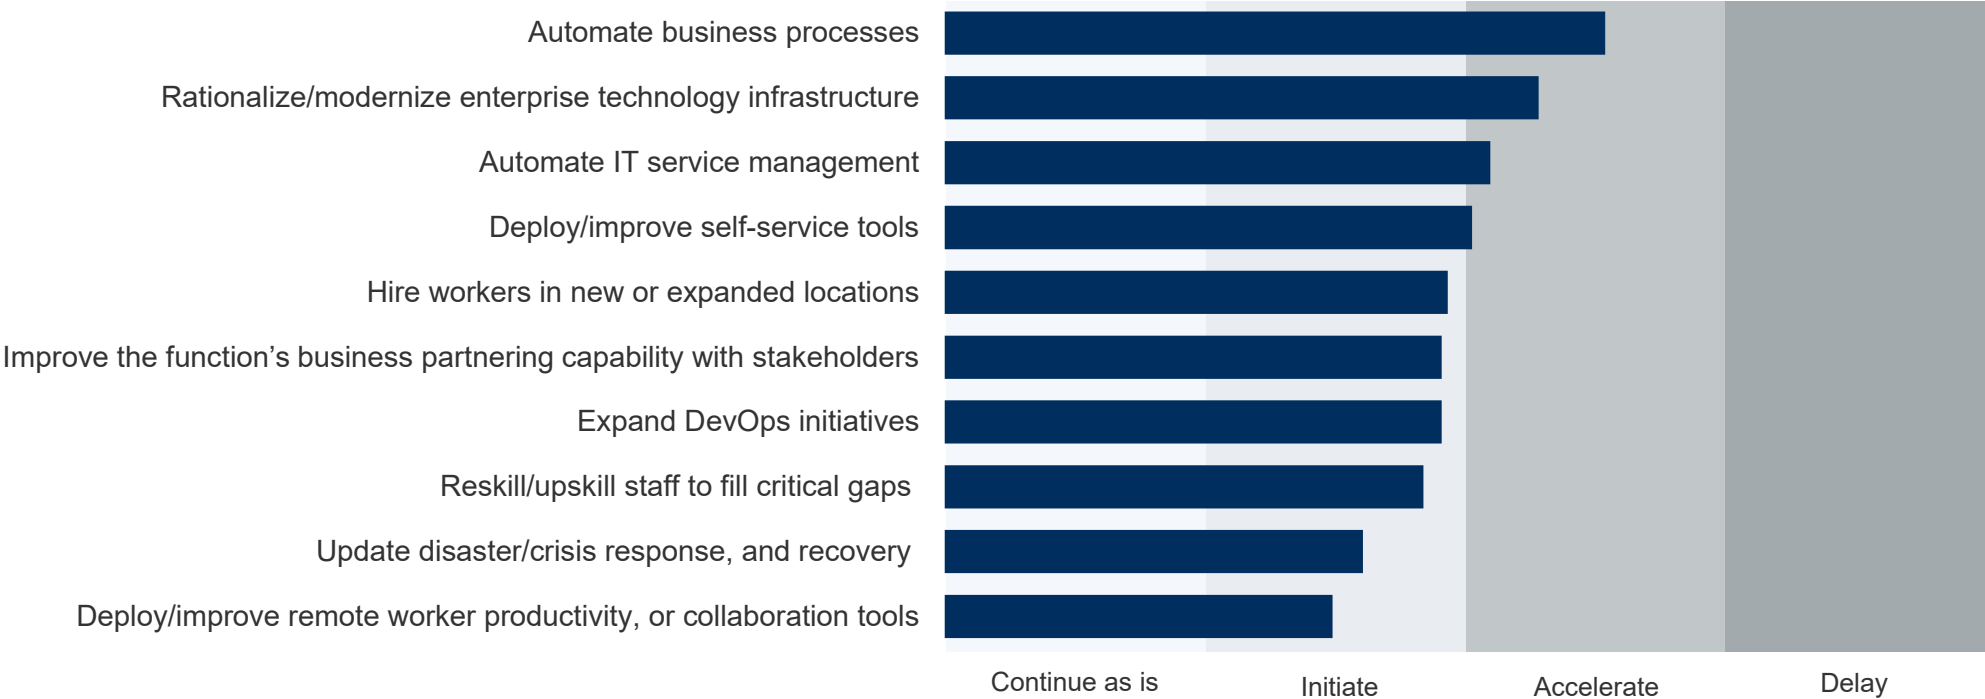 Automate business processes
Rationalize/modernize enterprise technology infrastructure
Automate IT service management
Deploy/improve self-service tools
Hire workers in new or expanded locations
Improve the function’s business partnering capability with stakeholders
Expand DevOps initiatives
Reskill/upskill staff to fill critical gaps
Update disaster/crisis response, and recovery
Deploy/improve remote worker productivity, or collaboration tools
Continue as is Initiate Accelerate Delay